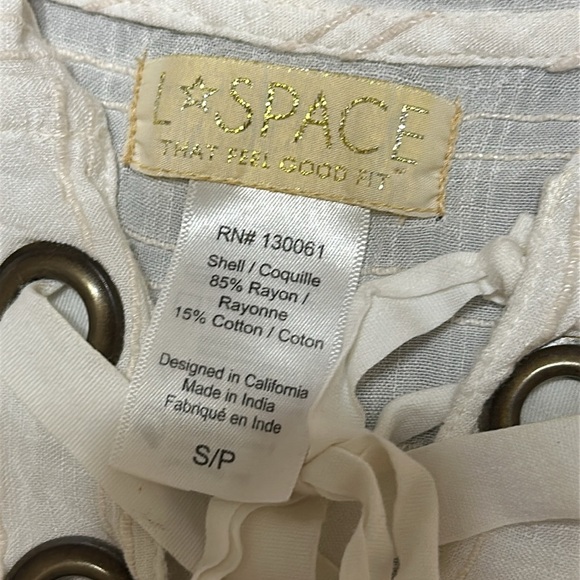 L★SPACE
THAT FEEL GOOD FIT™
RN# 130061
Shell / Coquille
85% Rayon /
Rayonne
15% Cotton / Coton
Designed in California
Made in India
Fabriqué en Inde
S/P